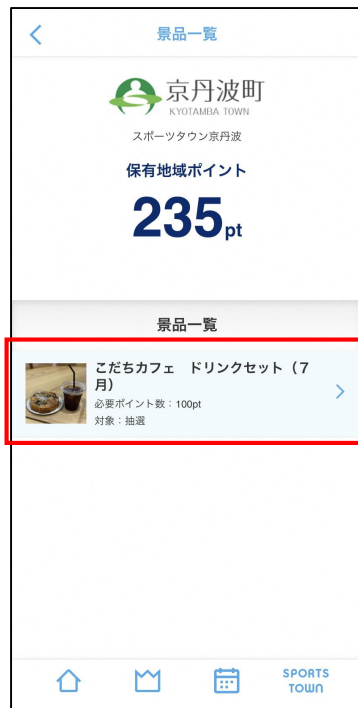 景品一覧
京丹波町
KYOTAMBA TOWN
スポーツタウン京丹波
保有地域ポイント
235pt
景品一覧
こだちカフェ　ドリンクセット（７
月）
必要ポイント数：100pt
対象：抽選
SPORTS
TOWN